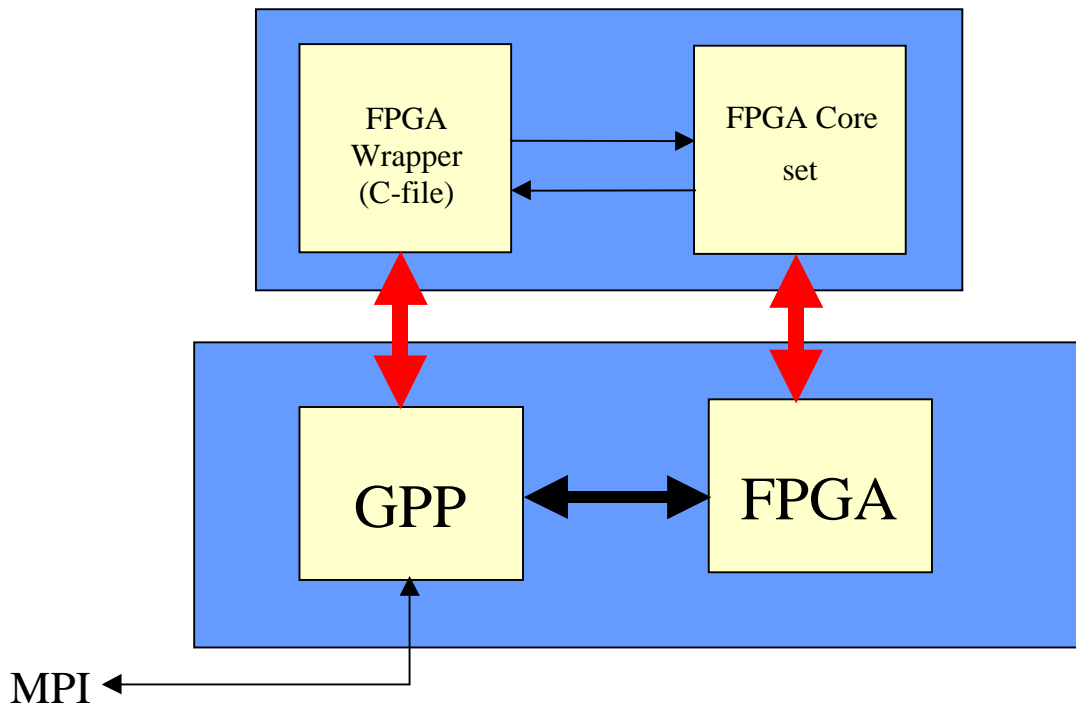 FPGA
Wrapper
(C-file)
FPGA Core
set
GPP
FPGA
MPI